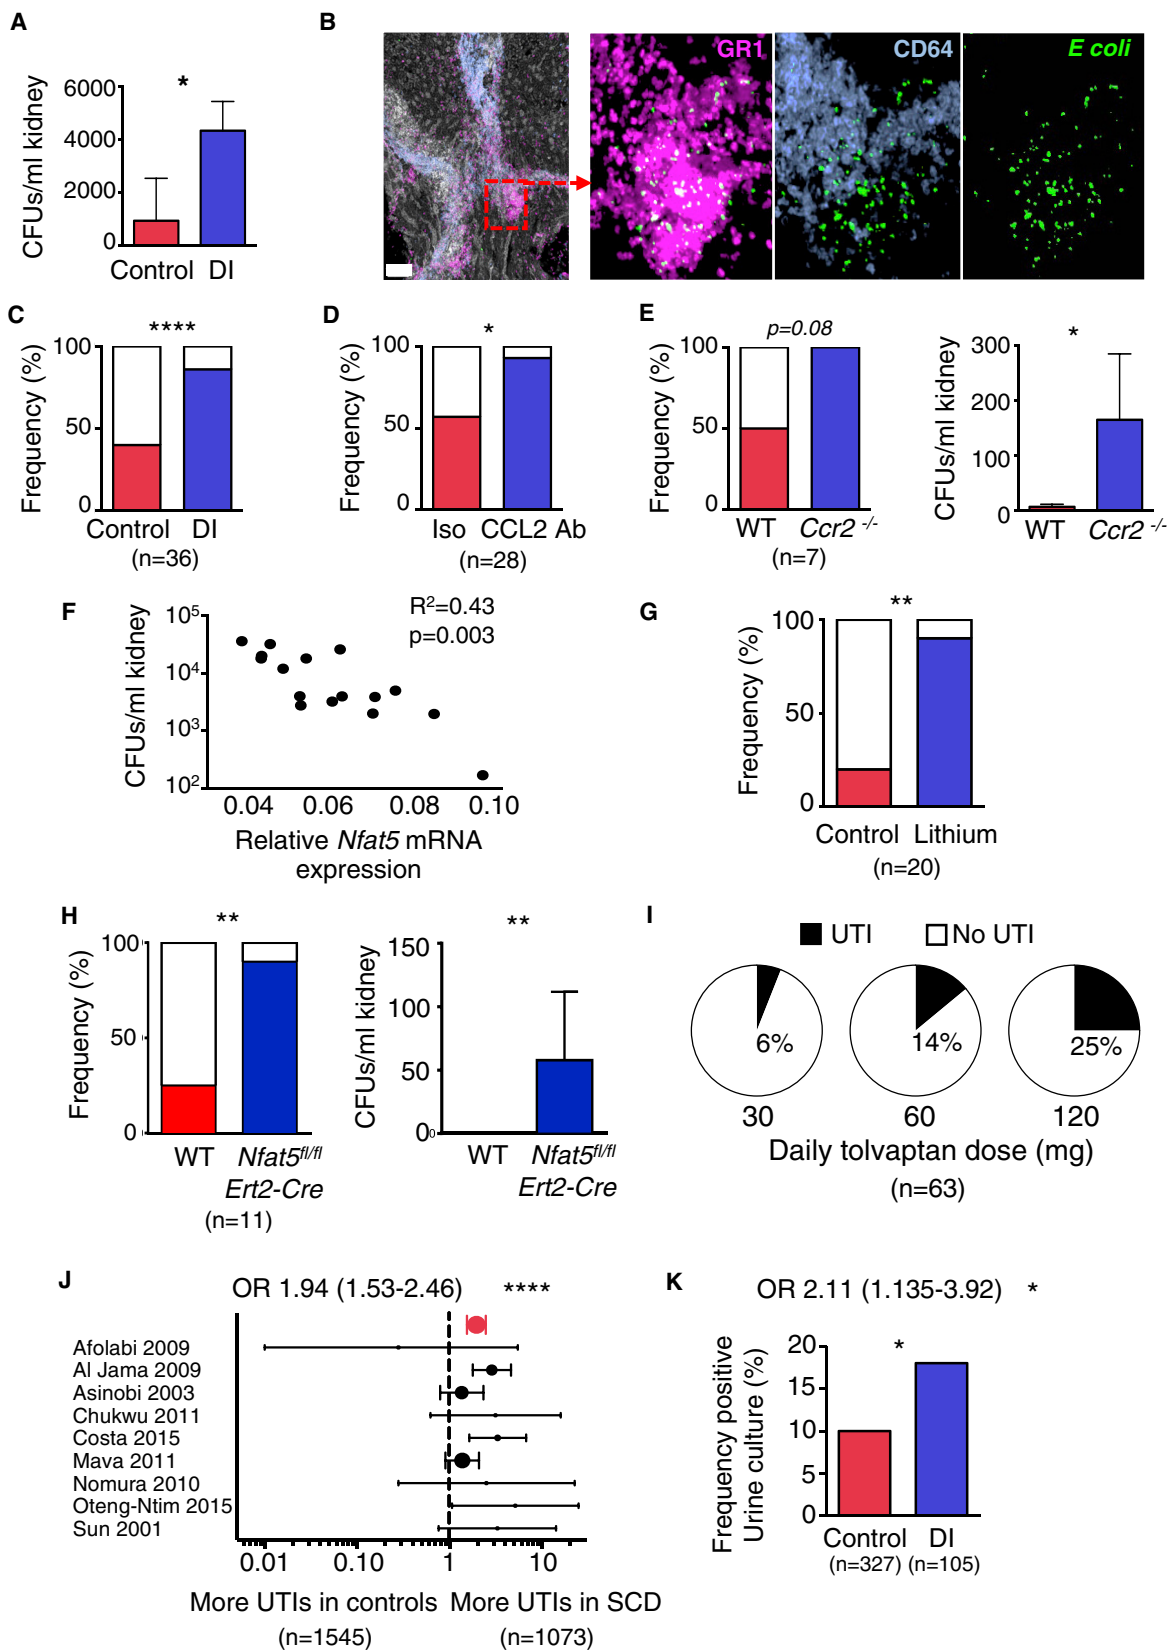 A
CFUs/ml kidney
6000
4000
2000
0
*
Control DI
B
GR1
CD64
E coli
C
Frequency (%)
100
50
0
****
Control DI
(n=36)
D
Frequency (%)
100
50
0
*
Iso CCL2 Ab
(n=28)
E
Frequency (%)
100
50
0
p=0.08
WT Ccr2 -/-
(n=7)
CFUs/ml kidney
300
200
100
0
*
WT Ccr2 -/-
F
CFUs/ml kidney
10⁵
10⁴
10³
10²
R²=0.43
p=0.003
0.04 0.06 0.08 0.10
Relative Nfat5 mRNA
expression
G
Frequency (%)
100
50
0
**
Control Lithium
(n=20)
H
Frequency (%)
100
50
0
**
WT Nfat5fl/fl
Ert2-Cre
(n=11)
CFUs/ml kidney
150
100
50
0
**
WT Nfat5fl/fl
Ert2-Cre
I
UTI No UTI
6% 14% 25%
30 60 120
Daily tolvaptan dose (mg)
(n=63)
J
OR 1.94 (1.53-2.46) ****
Afolabi 2009
Al Jama 2009
Asinobi 2003
Chukwu 2011
Costa 2015
Mava 2011
Nomura 2010
Oteng-Ntim 2015
Sun 2001
0.01 0.10 1 10
More UTIs in controls More UTIs in SCD
(n=1545) (n=1073)
K
OR 2.11 (1.135-3.92) *
Frequency positive
Urine culture (%)
20
15
10
5
0
*
Control DI
(n=327) (n=105)